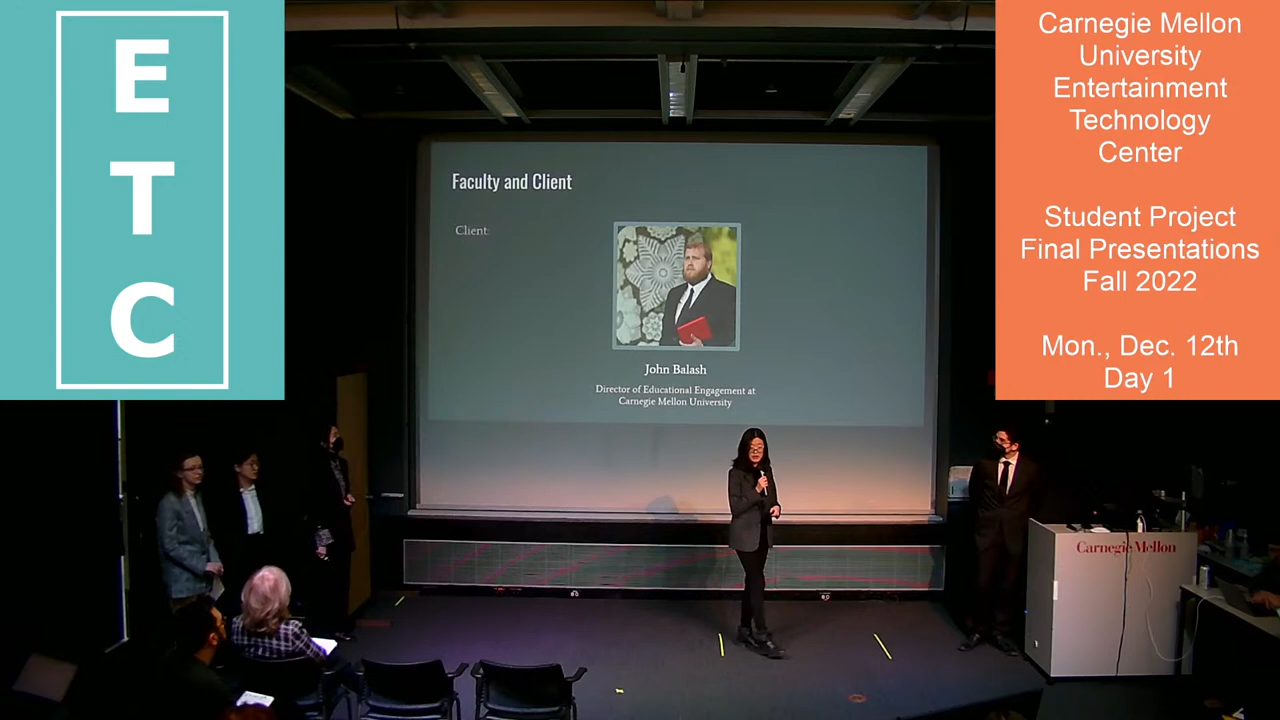 E
T
C
Carnegie Mellon
University
Entertainment
Technology
Center
Student Project
Final Presentations
Fall 2022
Mon., Dec. 12th
Day 1
Faculty and Client
Client:
John Balash
Director of Educational Engagement at
Carnegie Mellon University
Carnegie Mellon